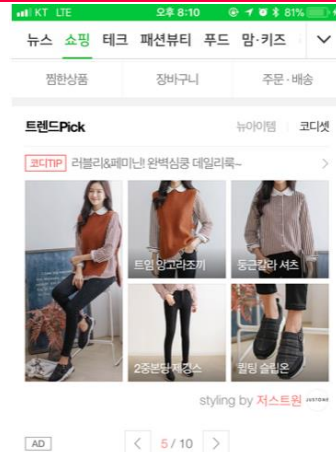 KT LTE 오후 8:10 81%
뉴스 쇼핑 테크 패션뷰티 푸드 맘·키즈
찜한상품 장바구니 주문·배송
트렌드Pick 뉴아이템 코디셋
코디TIP 러블리&페미닌! 완벽심쿵 데일리룩~
트임 앙고라조끼 둥근칼라 셔츠
2중본딩 제깅스 퀼팅 슬립온
styling by 저스트원 JUSTONE
AD 5 / 10